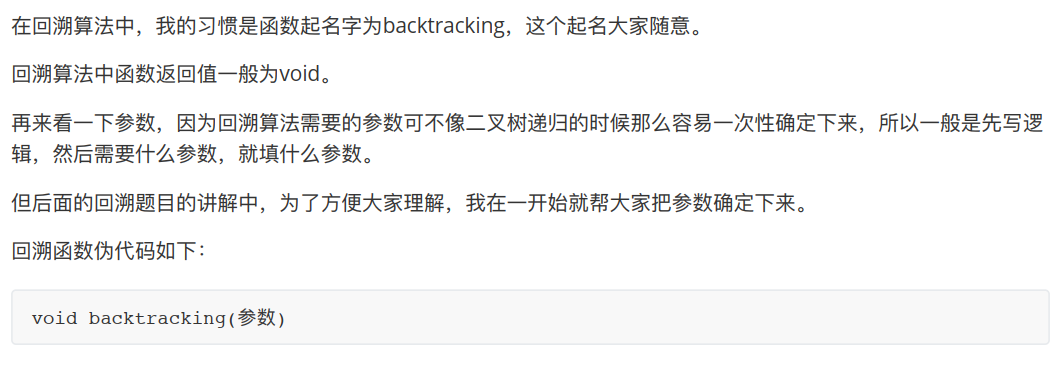 在回溯算法中，我的习惯是函数起名字为backtracking，这个起名大家随意。
回溯算法中函数返回值一般为void。
再来看一下参数，因为回溯算法需要的参数可不像二叉树递归的时候那么容易一次性确定下来，所以一般是先写逻
辑，然后需要什么参数，就填什么参数。
但后面的回溯题目的讲解中，为了方便大家理解，我在一开始就帮大家把参数确定下来。
回溯函数伪代码如下：
void backtracking(参数)